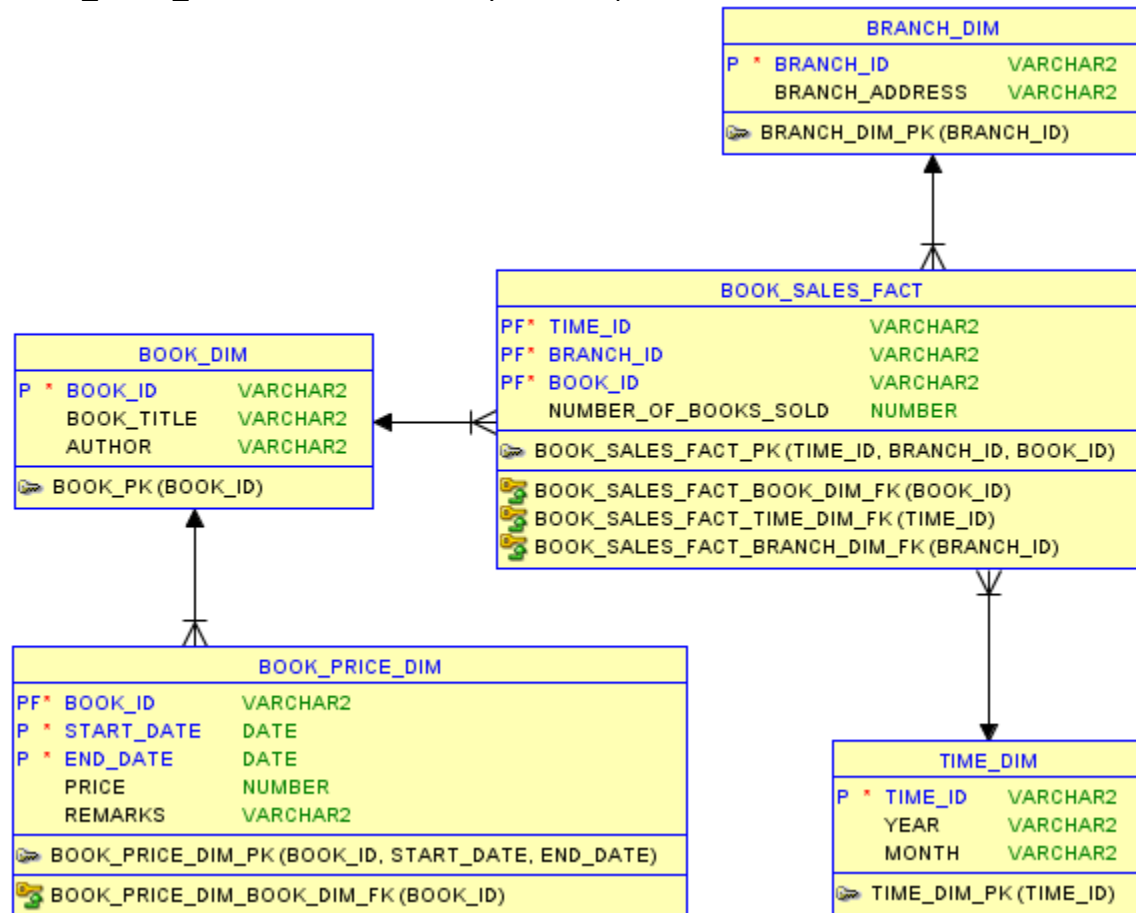 BRANCH_DIM
P * BRANCH_ID VARCHAR2
BRANCH_ADDRESS VARCHAR2
BRANCH_DIM_PK (BRANCH_ID)
BOOK_SALES_FACT
PF* TIME_ID VARCHAR2
PF* BRANCH_ID VARCHAR2
PF* BOOK_ID VARCHAR2
NUMBER_OF_BOOKS_SOLD NUMBER
BOOK_SALES_FACT_PK (TIME_ID, BRANCH_ID, BOOK_ID)
BOOK_SALES_FACT_BOOK_DIM_FK (BOOK_ID)
BOOK_SALES_FACT_TIME_DIM_FK (TIME_ID)
BOOK_SALES_FACT_BRANCH_DIM_FK (BRANCH_ID)
BOOK_DIM
P * BOOK_ID VARCHAR2
BOOK_TITLE VARCHAR2
AUTHOR VARCHAR2
BOOK_PK (BOOK_ID)
BOOK_PRICE_DIM
PF* BOOK_ID VARCHAR2
P * START_DATE DATE
P * END_DATE DATE
PRICE NUMBER
REMARKS VARCHAR2
BOOK_PRICE_DIM_PK (BOOK_ID, START_DATE, END_DATE)
BOOK_PRICE_DIM_BOOK_DIM_FK (BOOK_ID)
TIME_DIM
P * TIME_ID VARCHAR2
YEAR VARCHAR2
MONTH VARCHAR2
TIME_DIM_PK (TIME_ID)